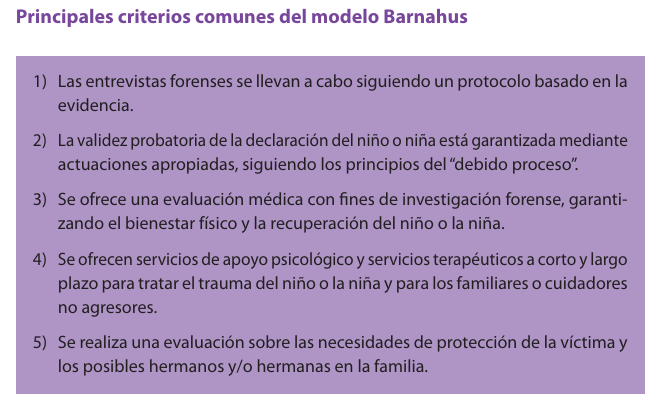 Principales criterios comunes del modelo Barnahus
1) Las entrevistas forenses se llevan a cabo siguiendo un protocolo basado en la
evidencia.
2) La validez probatoria de la declaración del niño o niña está garantizada mediante
actuaciones apropiadas, siguiendo los principios del “debido proceso”.
3) Se ofrece una evaluación médica con fines de investigación forense, garanti-
zando el bienestar físico y la recuperación del niño o la niña.
4) Se ofrecen servicios de apoyo psicológico y servicios terapéuticos a corto y largo
plazo para tratar el trauma del niño o la niña y para los familiares o cuidadores
no agresores.
5) Se realiza una evaluación sobre las necesidades de protección de la víctima y
los posibles hermanos y/o hermanas en la familia.